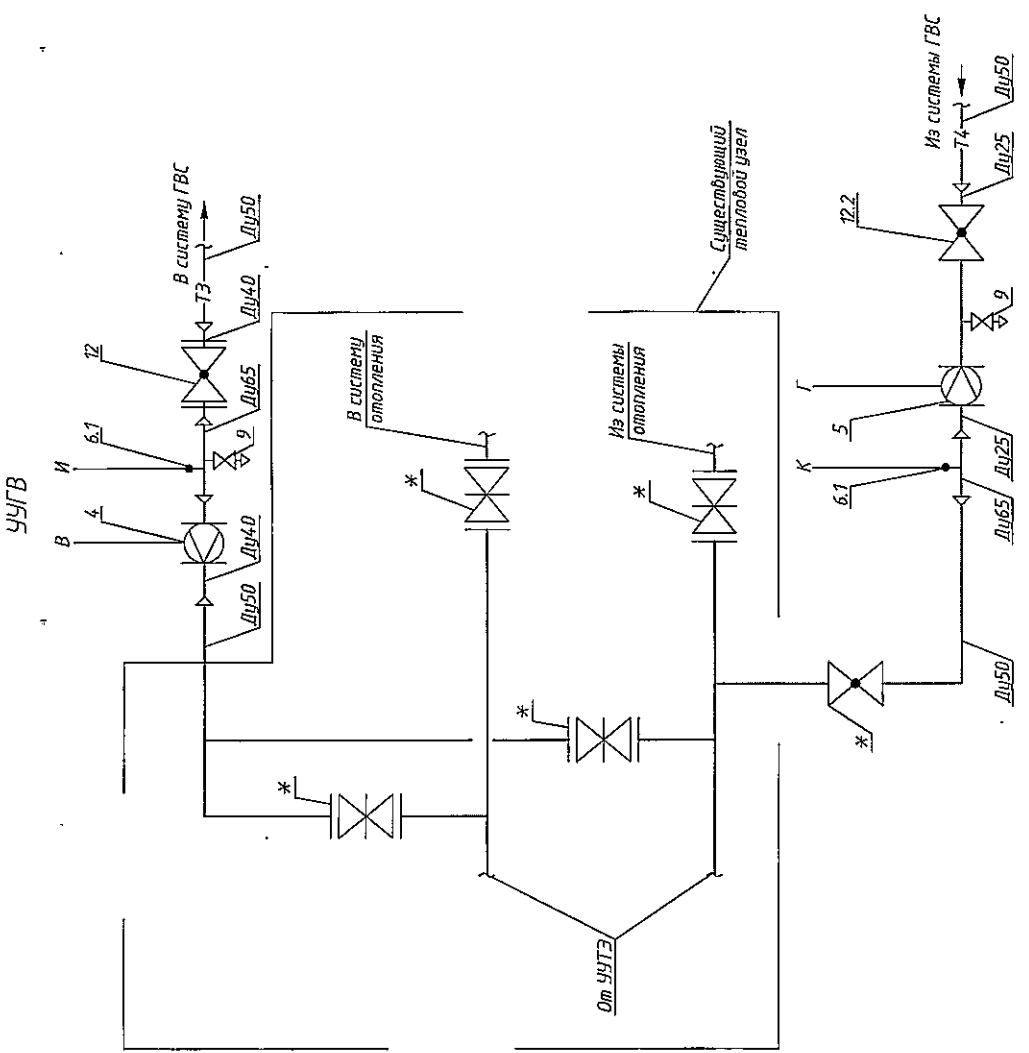 УУГВ
В
4
И
6.1
12
В систему ГВС
Т3
Ду50
Ду40
Ду65
9
Ду40
Ду50
Существующий
тепловой узел
В систему
отопления
*
Из системы
отопления
*
*
*
От УУТЭ
Из системы ГВС
Т4
Ду50
Ду25
12.2
9
Г
5
К
6.1
Ду25
Ду65
Ду50
*